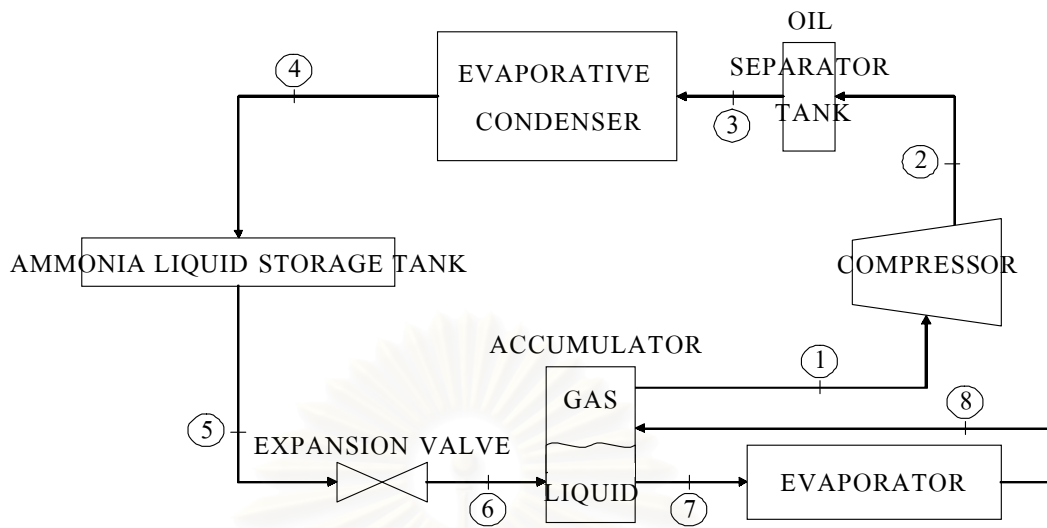 OIL
SEPARATOR
TANK
EVAPORATIVE
CONDENSER
4
3
2
AMMONIA LIQUID STORAGE TANK
COMPRESSOR
ACCUMULATOR
1
GAS
8
5
EXPANSION VALVE
6
LIQUID
7
EVAPORATOR